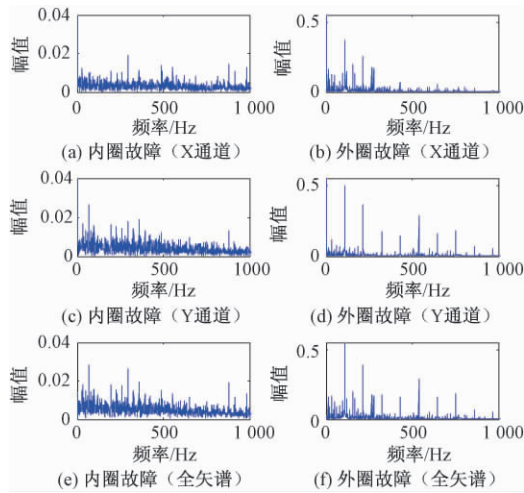 0.04
幅值
0.02
0
0
500
1 000
频率/Hz
(a) 内圈故障（X通道）
0.5
幅值
0
0
500
1 000
频率/Hz
(b) 外圈故障（X通道）
0.04
幅值
0.02
0
0
500
1000
频率/Hz
(c) 内圈故障（Y通道）
0.5
幅值
0
0
500
1000
频率/Hz
(d) 外圈故障（Y通道）
0.04
幅值
0.02
0
0
500
1 000
频率/Hz
(e) 内圈故障（全矢谱）
0.5
幅值
0
0
500
1 000
频率/Hz
(f) 外圈故障（全矢谱）